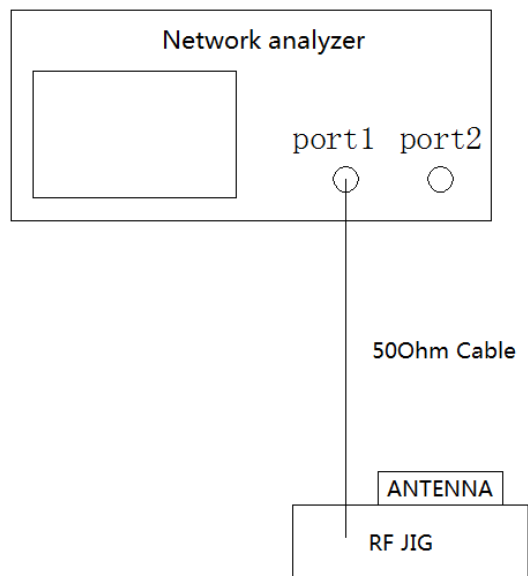 Network analyzer
port1 port2
50Ohm Cable
ANTENNA
RF JIG